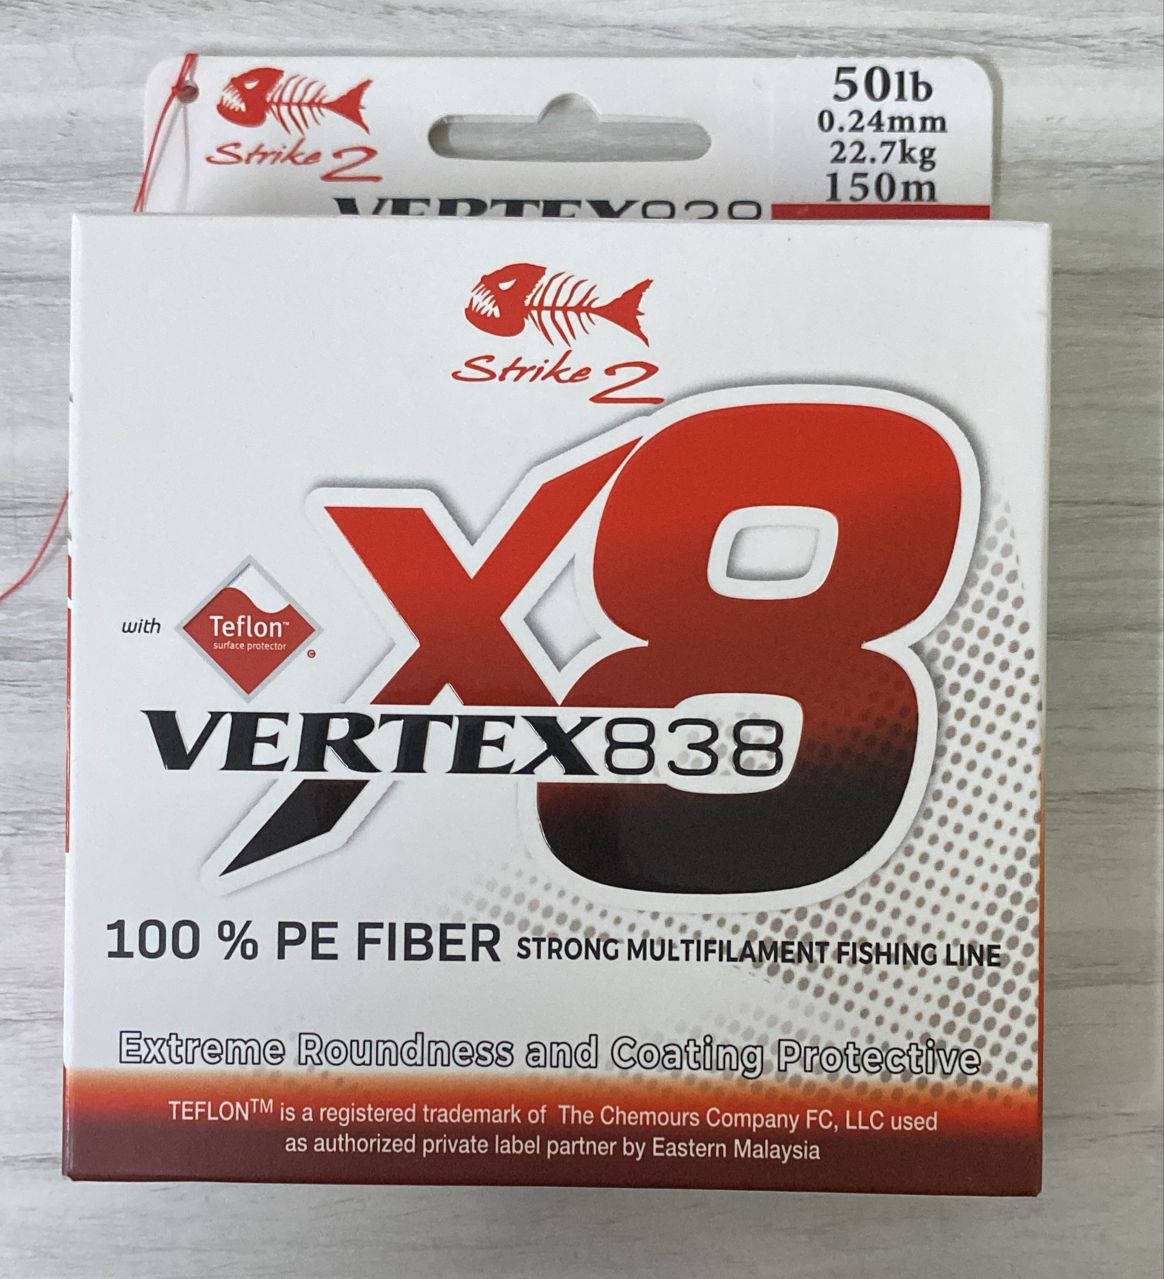 Strike 2
50lb
0.24mm
22.7kg
150m
VERTEX838
Strike 2
X8
with
Teflon™
surface protector
VERTEX838
100 % PE FIBER STRONG MULTIFILAMENT FISHING LINE
Extreme Roundness and Coating Protective
TEFLON™ is a registered trademark of The Chemours Company FC, LLC used
as authorized private label partner by Eastern Malaysia